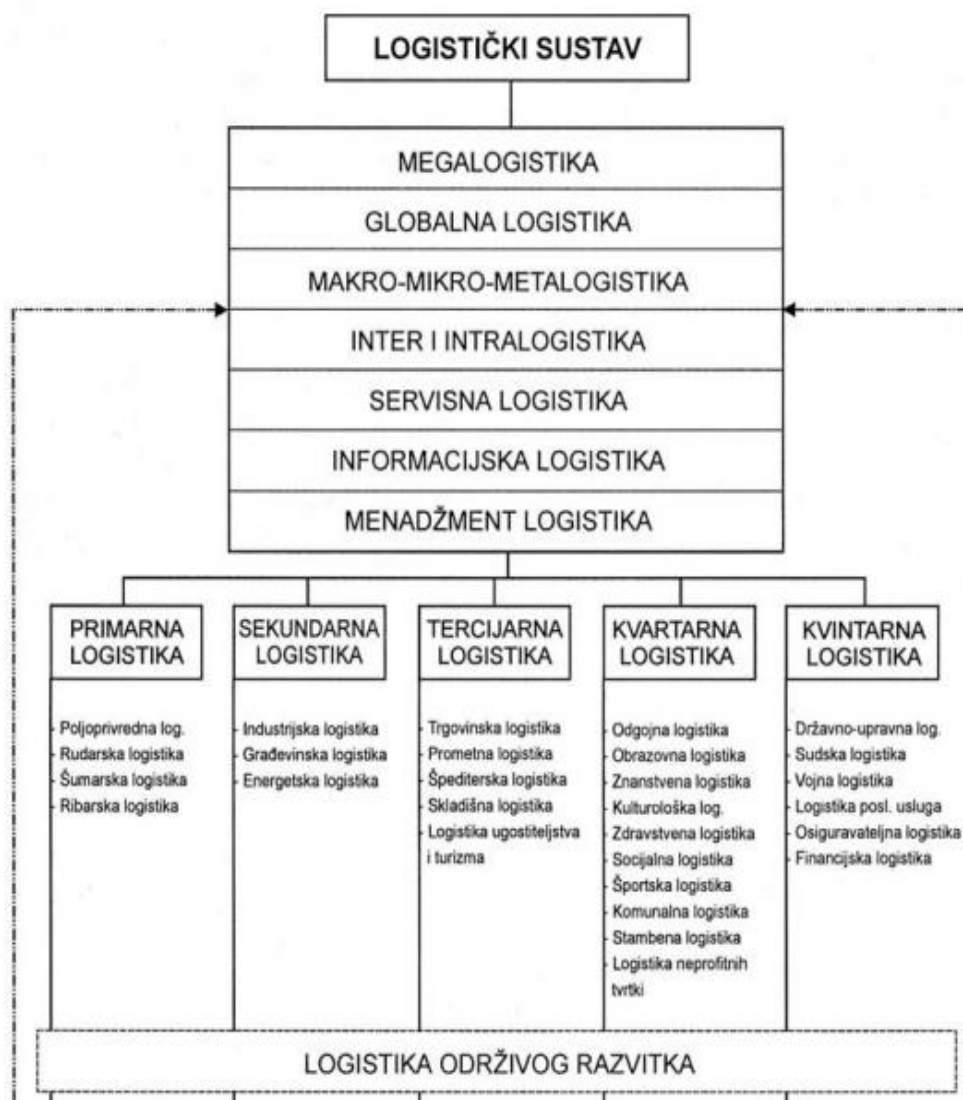 LOGISTIČKI SUSTAV
MEGALOGISTIKA
GLOBALNA LOGISTIKA
MAKRO-MIKRO-METALOGISTIKA
INTER I INTRALOGISTIKA
SERVISNA LOGISTIKA
INFORMACIJSKA LOGISTIKA
MENADŽMENT LOGISTIKA
PRIMARNA
LOGISTIKA
- Poljoprivredna log.
- Rudarska logistika
- Šumarska logistika
- Ribarska logistika
SEKUNDARNA
LOGISTIKA
- Industrijska logistika
- Građevinska logistika
- Energetska logistika
TERCIJARNA
LOGISTIKA
- Trgovinska logistika
- Prometna logistika
- Špediterska logistika
- Skladišna logistika
- Logistika ugostiteljstva
i turizma
KVARTARNA
LOGISTIKA
- Odgojna logistika
- Obrazovna logistika
- Znanstvena logistika
- Kulturološka log.
- Zdravstvena logistika
- Socijalna logistika
- Športska logistika
- Komunalna logistika
- Stambena logistika
- Logistika neprofitnih
tvrtki
KVINTARNA
LOGISTIKA
- Državno-upravna log.
- Sudska logistika
- Vojna logistika
- Logistika posl. usluga
- Osiguravateljna logistika
- Financijska logistika
LOGISTIKA ODRŽIVOG RAZVITKA